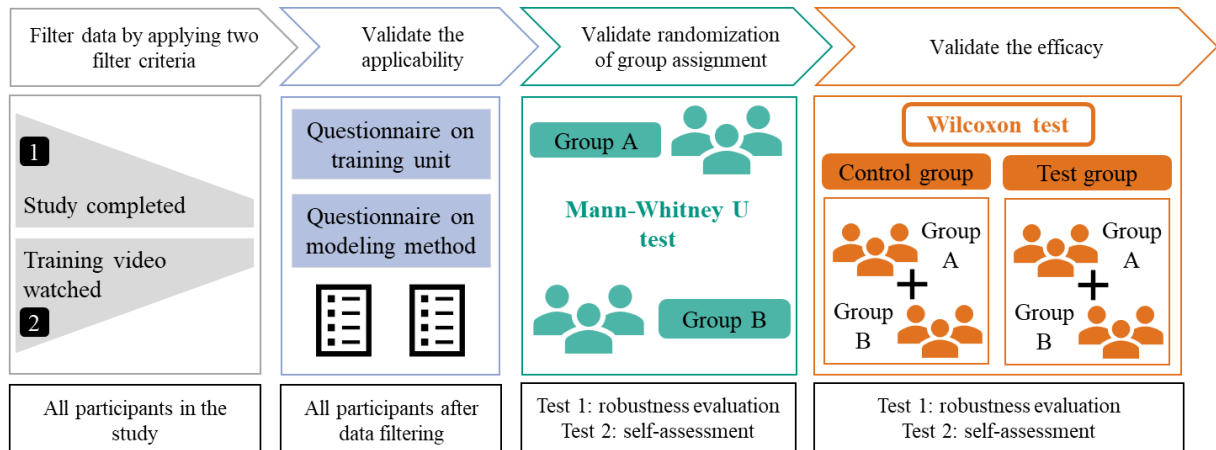 Filter data by applying two
filter criteria
Validate the
applicability
Validate randomization
of group assignment
Validate the efficacy
1
Study completed
Training video
watched
2
Questionnaire on
training unit
Questionnaire on
modeling method
Group A
Mann-Whitney U
test
Group B
Wilcoxon test
Control group
Test group
Group
A
+
Group
B
Group
A
+
Group
B
All participants in the
study
All participants after
data filtering
Test 1: robustness evaluation
Test 2: self-assessment
Test 1: robustness evaluation
Test 2: self-assessment